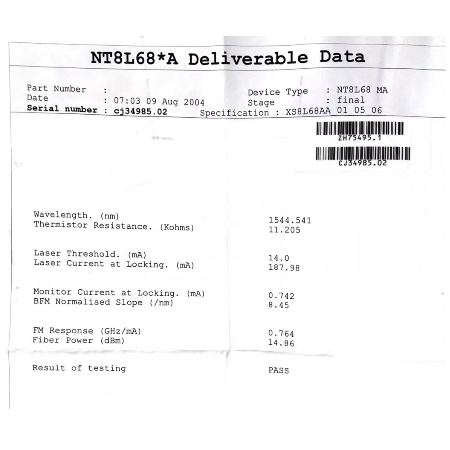 NT8L68*A Deliverable Data
Part Number :
Device Type : NT8L68 MA
Date : 07:03 09 Aug 2004
Stage : final
Serial number : cj34985.02
Specification : XS8L68AA 01 05 06
ZH75495.1
CJ34985.02
Wavelength. (nm) 1544.541
Thermistor Resistance. (Kohms) 11.205
Laser Threshold. (mA) 14.0
Laser Current at Locking. (mA) 187.98
Monitor Current at Locking. (mA) 0.742
BFM Normalised Slope (/nm) 8.45
FM Response (GHz/mA) 0.764
Fiber Power (dBm) 14.86
Result of testing PASS